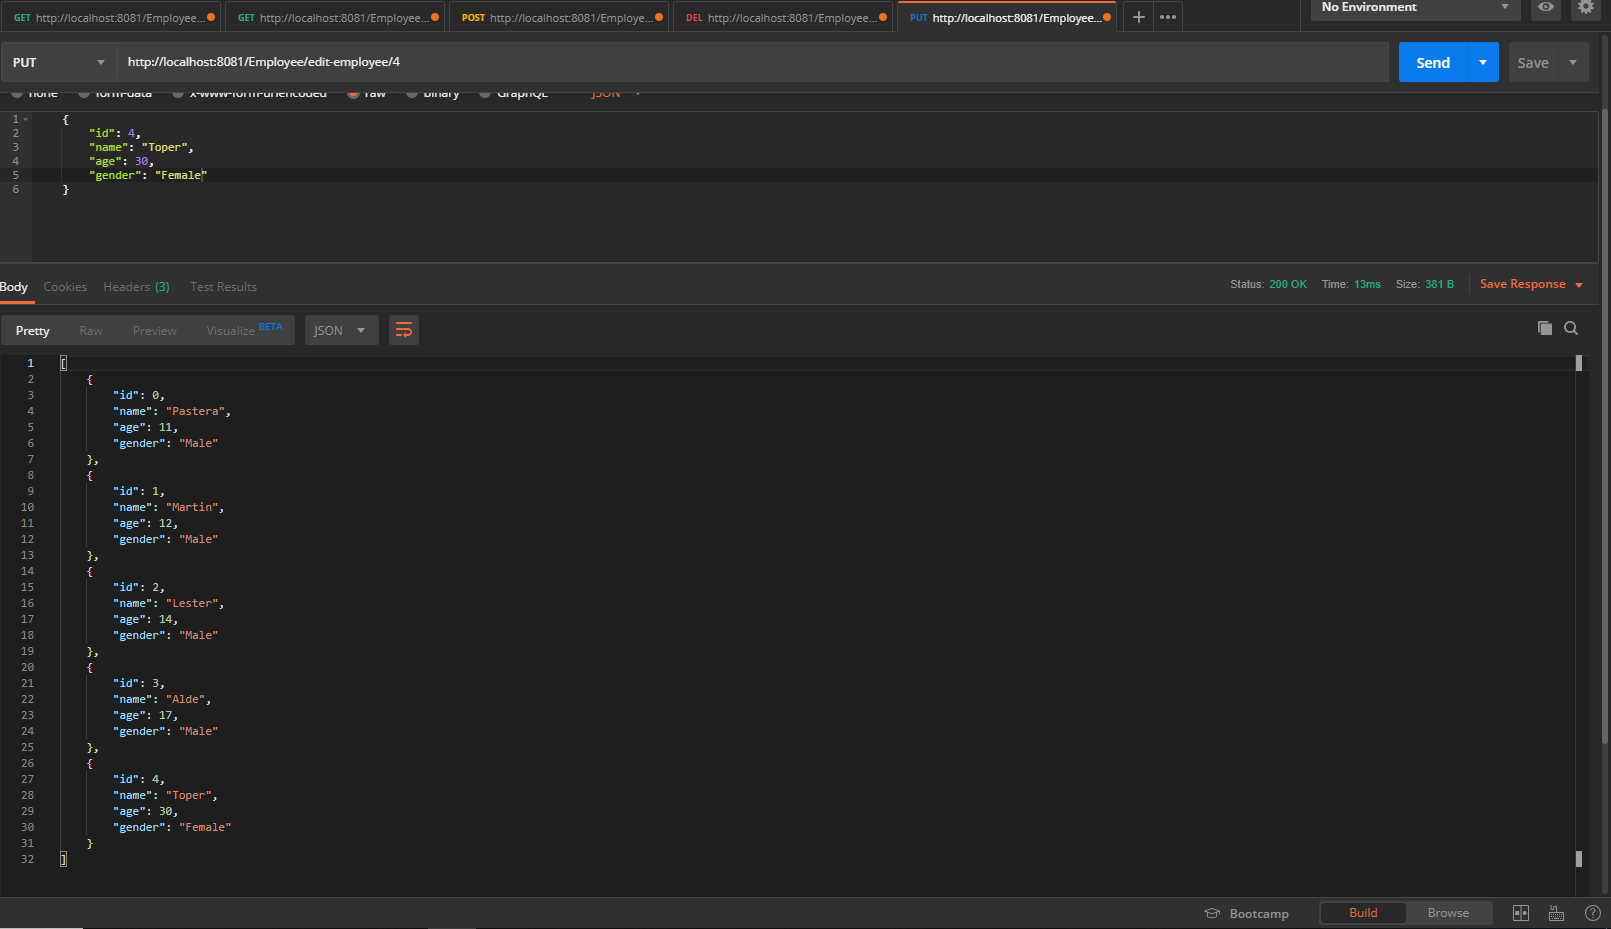 GET http://localhost:8081/Employee... GET http://localhost:8081/Employee... POST http://localhost:8081/Employee... DEL http://localhost:8081/Employee... PUT http://localhost:8081/Employee... No Environment
PUT http://localhost:8081/Employee/edit-employee/4 Send Save
none form-data x-www-form-urlencoded raw binary GraphQL JSON
1 {
2 "id": 4,
3 "name": "Toper",
4 "age": 30,
5 "gender": "Female"
6 }
Body Cookies Headers (3) Test Results Status: 200 OK Time: 13ms Size: 381 B Save Response
Pretty Raw Preview Visualize BETA JSON
1 [
2 {
3 "id": 0,
4 "name": "Pastera",
5 "age": 11,
6 "gender": "Male"
7 },
8 {
9 "id": 1,
10 "name": "Martin",
11 "age": 12,
12 "gender": "Male"
13 },
14 {
15 "id": 2,
16 "name": "Lester",
17 "age": 14,
18 "gender": "Male"
19 },
20 {
21 "id": 3,
22 "name": "Alde",
23 "age": 17,
24 "gender": "Male"
25 },
26 {
27 "id": 4,
28 "name": "Toper",
29 "age": 30,
30 "gender": "Female"
31 }
32 ]
Bootcamp Build Browse